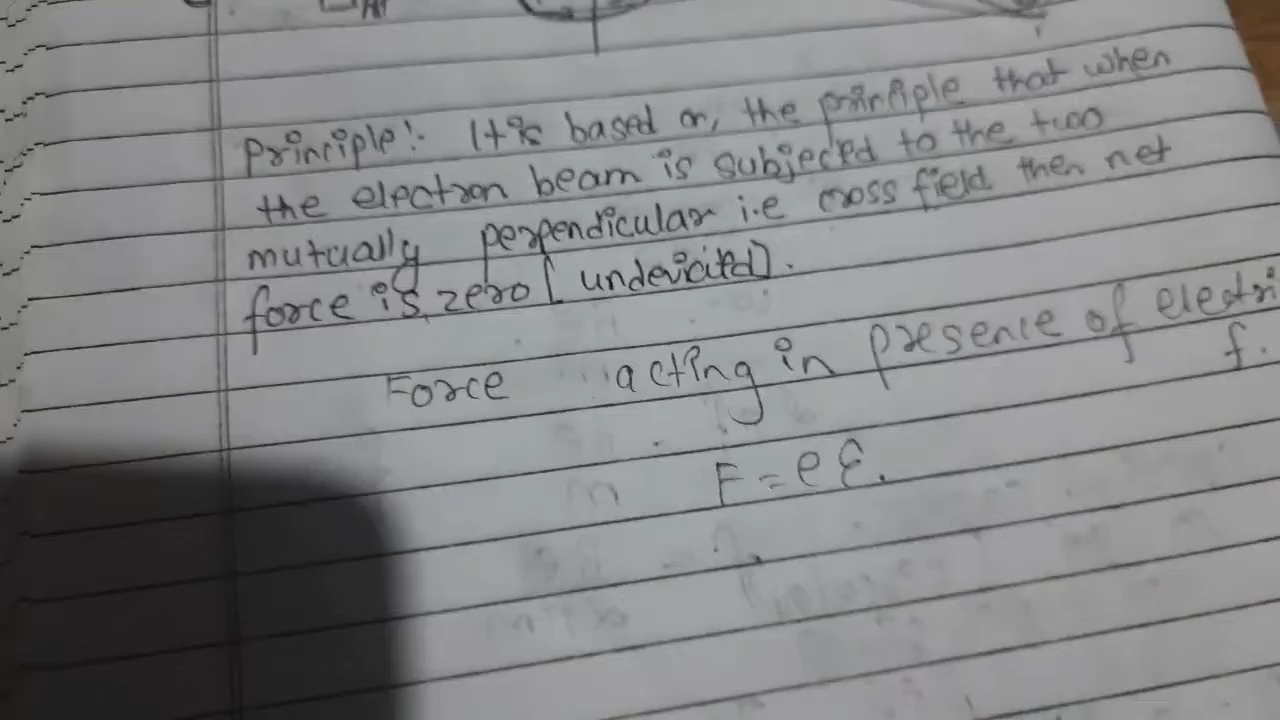 Principle:- It is based on, the principle that when
the electron beam is subjected to the two
mutually perpendicular i.e cross field then net
force is zero [undeviated].
Force acting in presence of electri
f.
F = eE.